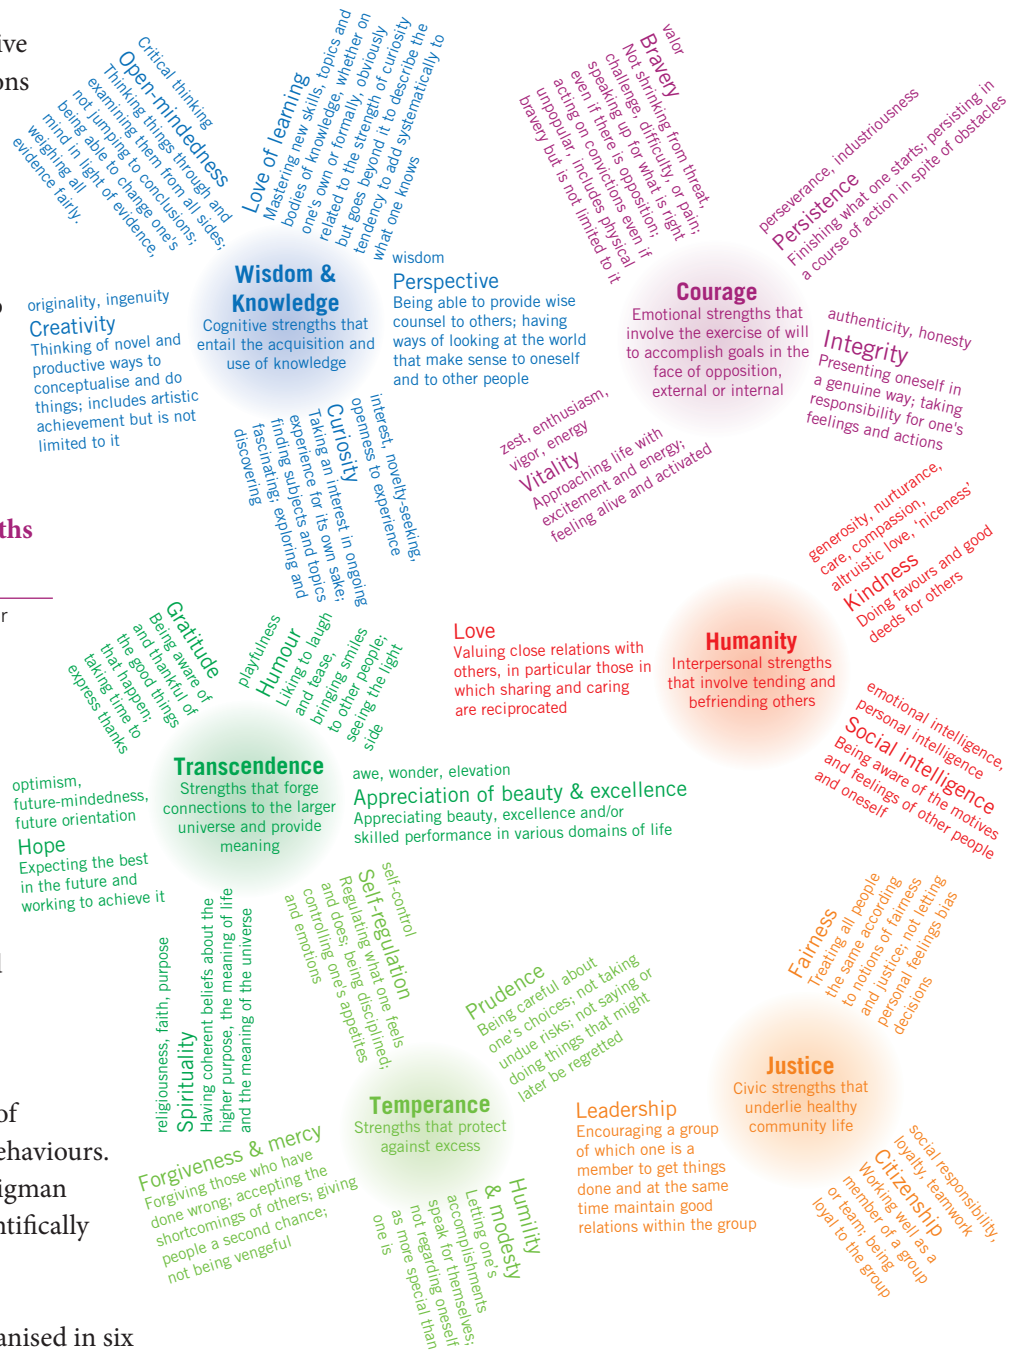 ive
ons
o
ths
r
l
of
ehaviours.
igman
ntifically
anised in six
Critical thinking
Open-mindedness
Thinking things through and
examining them from all sides;
not jumping to conclusions;
being able to change one's
mind in light of evidence,
weighing all
evidence fairly.
Love of learning
Mastering new skills, topics and
bodies of knowledge, whether on
one's own or formally, obviously
related to the strength of curiosity
but goes beyond it to describe the
tendency to add systematically to
what one knows
Wisdom &
Knowledge
Cognitive strengths that
entail the acquisition and
use of knowledge
wisdom
Perspective
Being able to provide wise
counsel to others; having
ways of looking at the world
that make sense to oneself
and to other people
originality, ingenuity
Creativity
Thinking of novel and
productive ways to
conceptualise and do
things; includes artistic
achievement but is not
limited to it
interest, novelty-seeking,
openness to experience
Curiosity
Taking an interest in ongoing
experience for its own sake;
finding subjects and topics
fascinating; exploring and
discovering
valor
Bravery
Not shrinking from threat,
challenge, difficulty, or pain;
speaking up for what is right
even if there is opposition;
acting on convictions even if
unpopular, includes physical
bravery but is not limited to it
perseverance, industriousness
Persistence
Finishing what one starts, persisting in
a course of action in spite of obstacles
Courage
Emotional strengths that
involve the exercise of will
to accomplish goals in the
face of opposition,
external or internal
authenticity, honesty
Integrity
Presenting oneself in
a genuine way; taking
responsibility for one's
feelings and actions
zest, enthusiasm,
vigor, energy
Vitality
Approaching life with
excitement and energy;
feeling alive and activated
generosity, nurturance,
care, compassion,
altruistic love, 'niceness'
Kindness
Doing favours and good
deeds for others
Love
Valuing close relations with
others, in particular those in
which sharing and caring
are reciprocated
Humanity
Interpersonal strengths
that involve tending and
befriending others
emotional intelligence,
personal intelligence
Social intelligence
Being aware of the motives
and feelings of other people
and oneself
Gratitude
Being aware of
and thankful of
the good things
that happen;
taking time to
express thanks
playfulness
Humour
Liking to laugh
and tease,
bringing smiles
to other people;
seeing the light
side
Transcendence
Strengths that forge
connections to the larger
universe and provide
meaning
awe, wonder, elevation
Appreciation of beauty & excellence
Appreciating beauty, excellence and/or
skilled performance in various domains of life
optimism,
future-mindedness,
future orientation
Hope
Expecting the best
in the future and
working to achieve it
religiousness, faith, purpose
Spirituality
Having coherent beliefs about the
higher purpose, the meaning of life
and the meaning of the universe
self-control
Self-regulation
Regulating what one feels
and does; being disciplined;
controlling one's appetites
and emotions
Prudence
Being careful about
one's choices; not taking
undue risks; not saying or
doing things that might
later be regretted
Temperance
Strengths that protect
against excess
Forgiveness & mercy
Forgiving those who have
done wrong; accepting the
shortcomings of others; giving
people a second chance;
not being vengeful
Humility
& modesty
Letting one's
accomplishments
speak for themselves;
not regarding oneself
as more special than
one is
Fairness
Treating all people
the same according
to notions of fairness
and justice; not letting
personal feelings bias
decisions
Justice
Civic strengths that
underlie healthy
community life
Leadership
Encouraging a group
of which one is a
member to get things
done and at the same
time maintain good
relations within the group
social responsibility,
loyalty, teamwork
Citizenship
Working well as a
member of a group
or team; being
loyal to the group